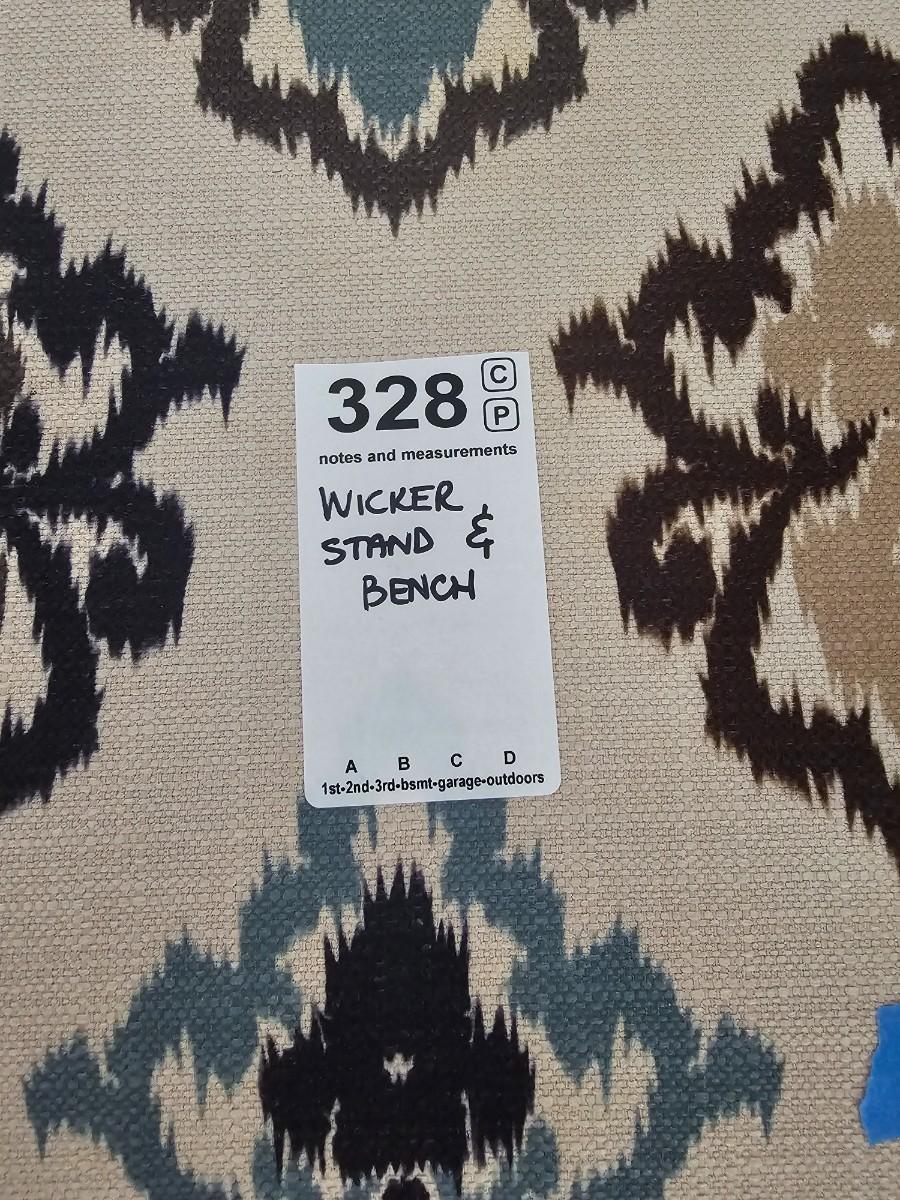 328 C
P
notes and measurements
WICKER
STAND &
BENCH
A B C D
1st•2nd•3rd•bsmt•garage•outdoors